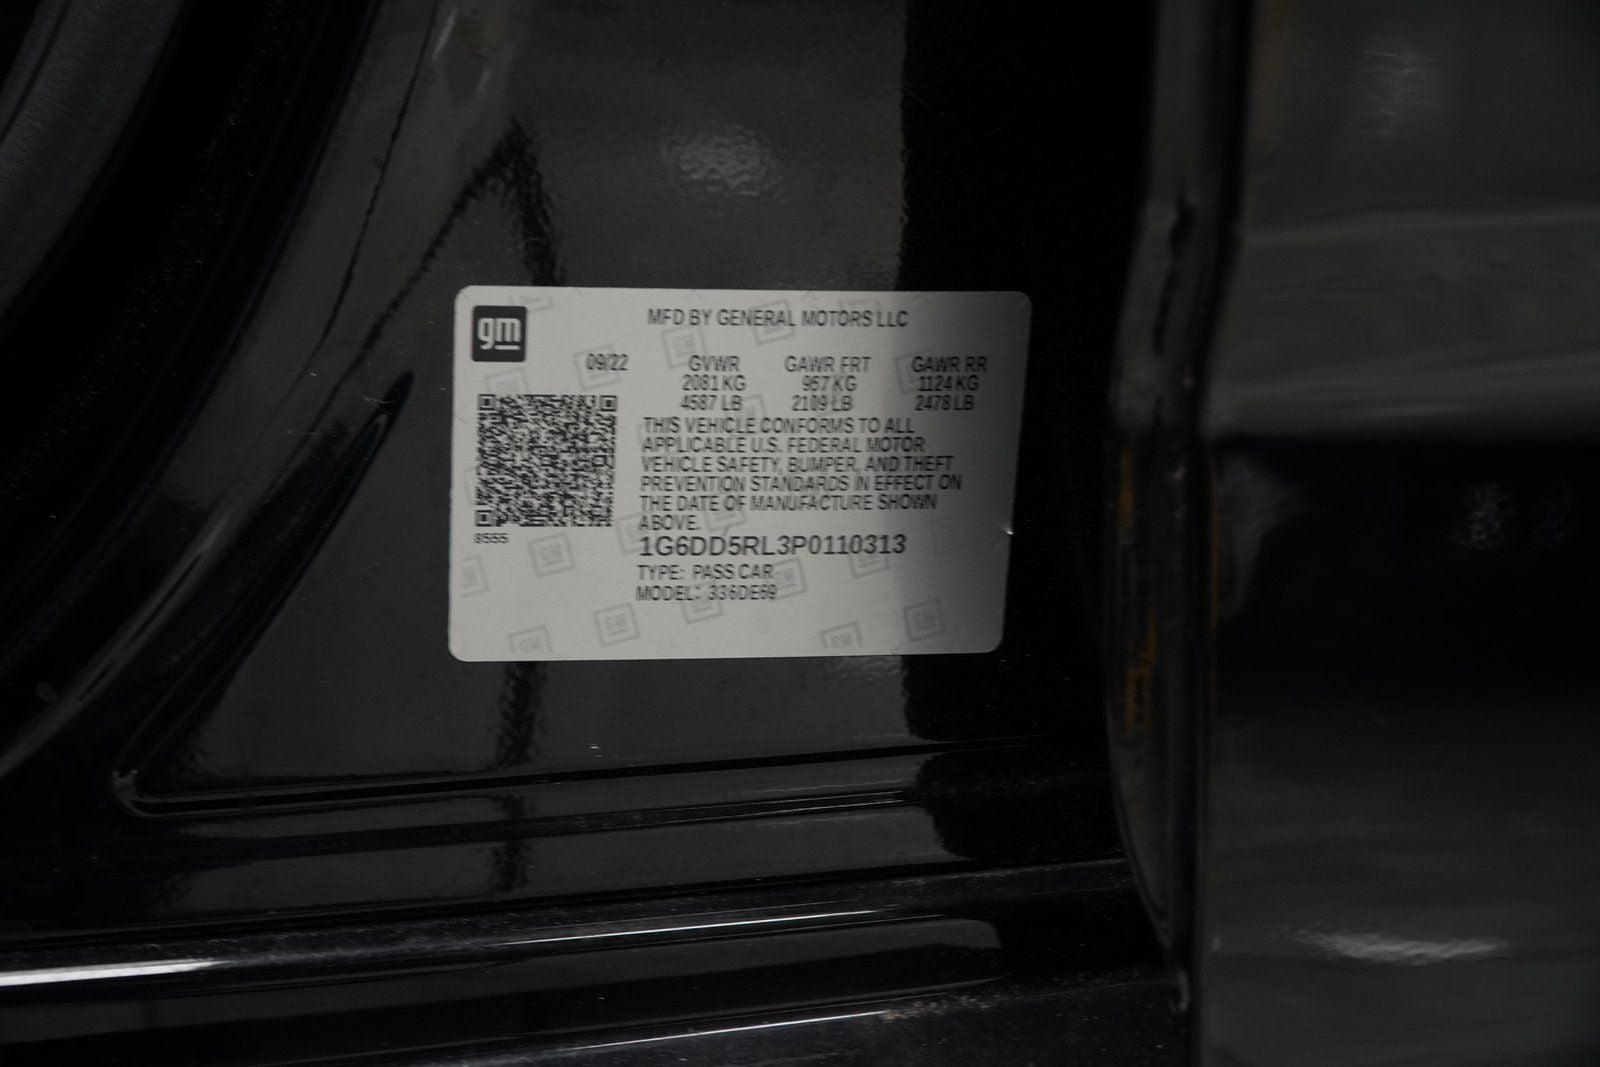 gm
MFD BY GENERAL MOTORS LLC
09/22 GVWR GAWR FRT GAWR RR
2081 KG 957 KG 1124 KG
4587 LB 2109 LB 2478 LB
THIS VEHICLE CONFORMS TO ALL
APPLICABLE U.S. FEDERAL MOTOR
VEHICLE SAFETY, BUMPER, AND THEFT
PREVENTION STANDARDS IN EFFECT ON
THE DATE OF MANUFACTURE SHOWN
ABOVE.
8555
1G6DD5RL3P0110313
TYPE: PASS CAR
MODEL: 336DE69